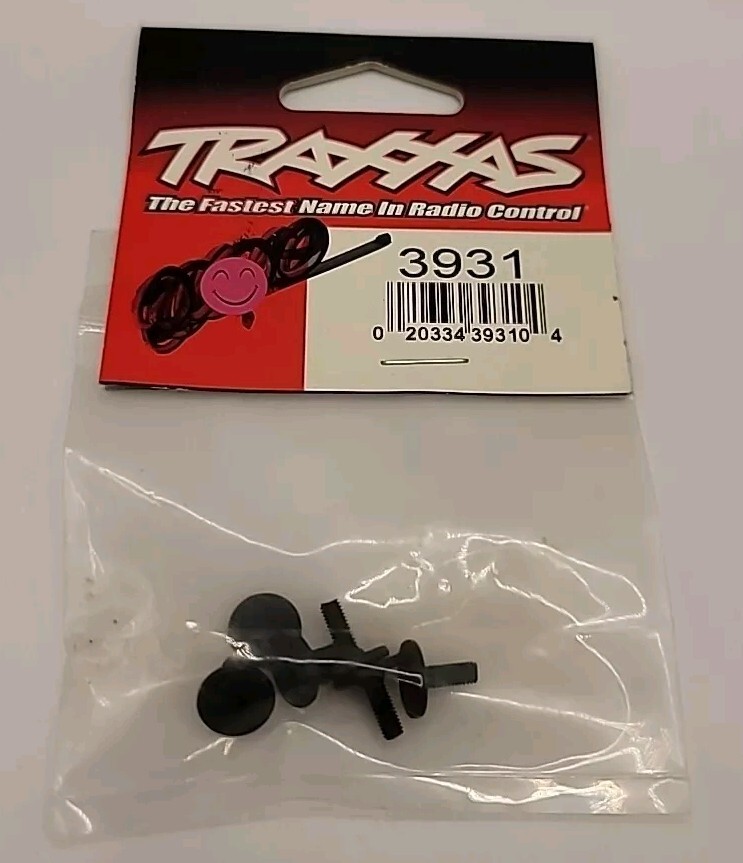 TRAXXAS
The Fastest Name In Radio Control
3931
0 20334 39310 4